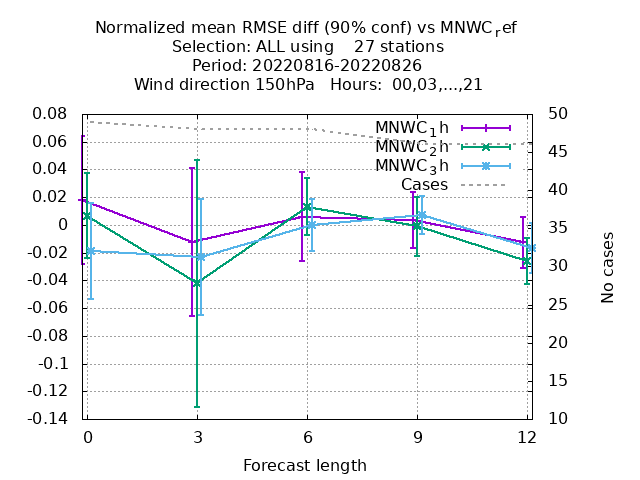 Normalized mean RMSE diff (90% conf) vs MNWC_ref
Selection: ALL using    27 stations
Period: 20220816-20220826
Wind direction 150hPa   Hours:  00,03,...,21
MNWC_1h
MNWC_2h
MNWC_3h
Cases
0.08
0.06
0.04
0.02
0
-0.02
-0.04
-0.06
-0.08
-0.1
-0.12
-0.14
50
45
40
35
30
25
20
15
10
No cases
0 3 6 9 12
Forecast length